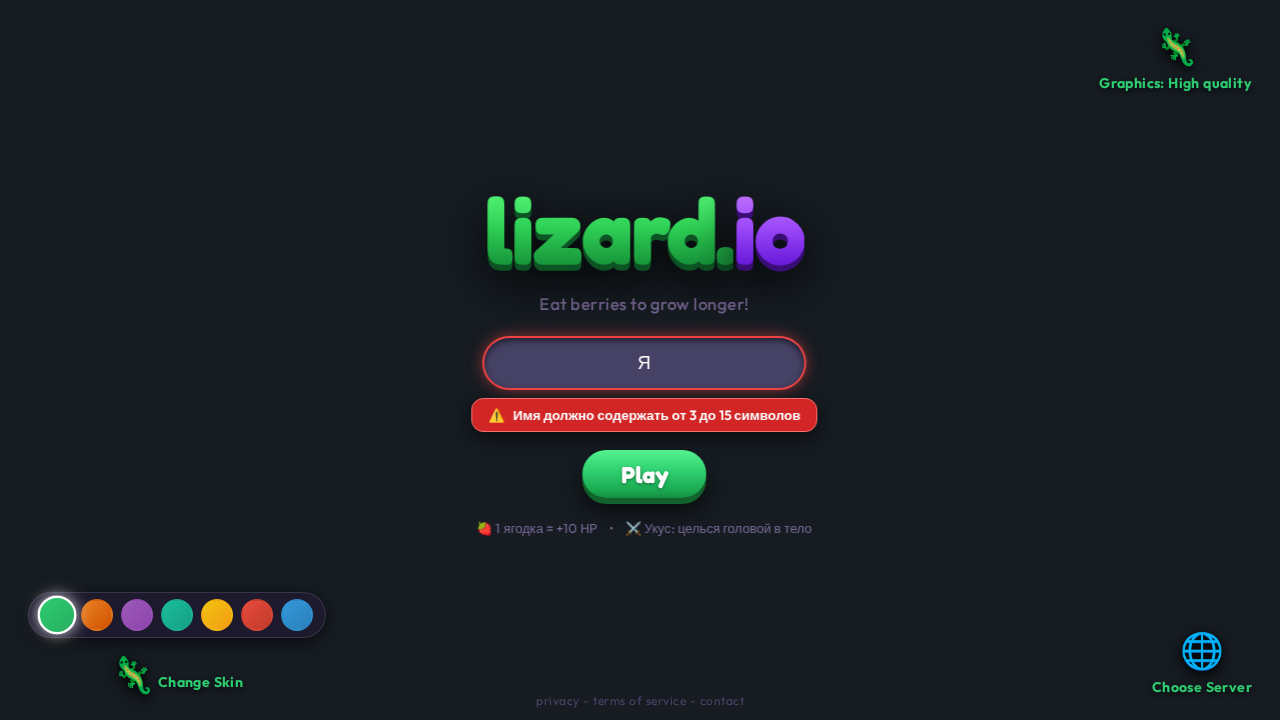 Graphics: High quality
lizard.io
Eat berries to grow longer!
Я
Имя должно содержать от 3 до 15 символов
Play
1 ягодка = +10 HP • Укус: целься головой в тело
Change Skin
Choose Server
privacy - terms of service - contact